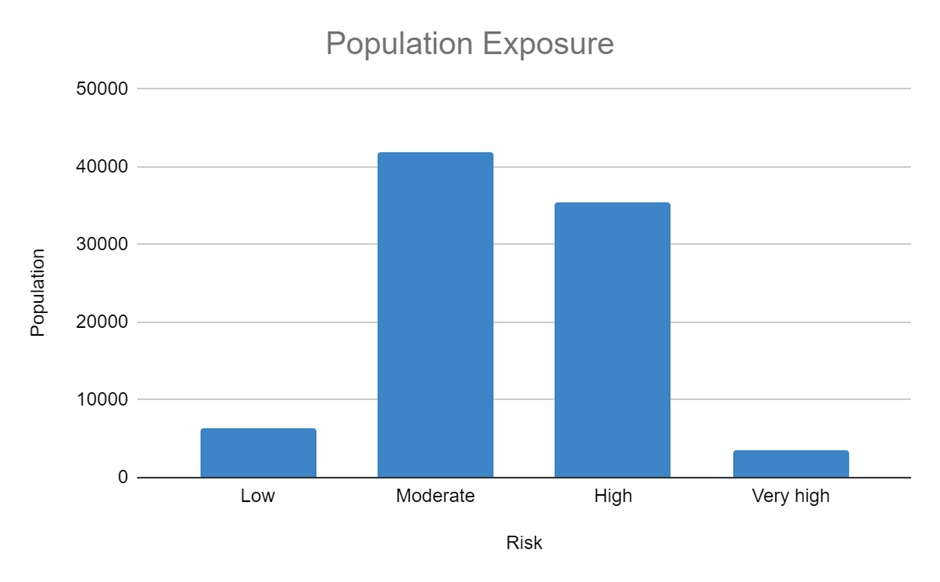 Population Exposure
50000
40000
30000
20000
10000
0
Population
Low Moderate High Very high
Risk